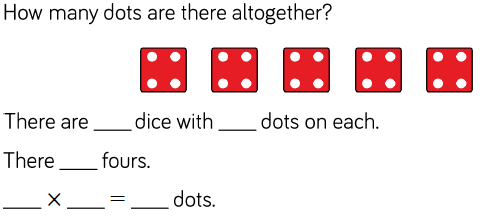 How many dots are there altogether?
There are ____ dice with ____ dots on each.
There ____ fours.
____ × ____ = ____ dots.